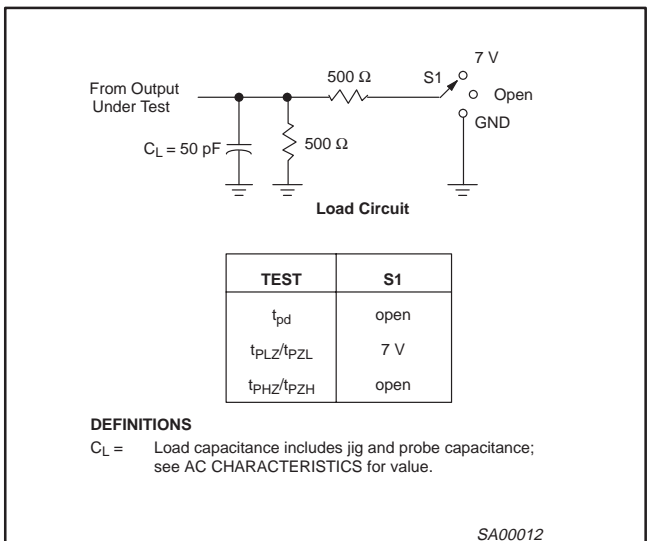 7 V
500 Ω
S1
From Output
Under Test
Open
GND
C_L = 50 pF
500 Ω
Load Circuit
TEST S1
t_pd open
t_PLZ/t_PZL 7 V
t_PHZ/t_PZH open
DEFINITIONS
C_L = Load capacitance includes jig and probe capacitance;
see AC CHARACTERISTICS for value.
SA00012